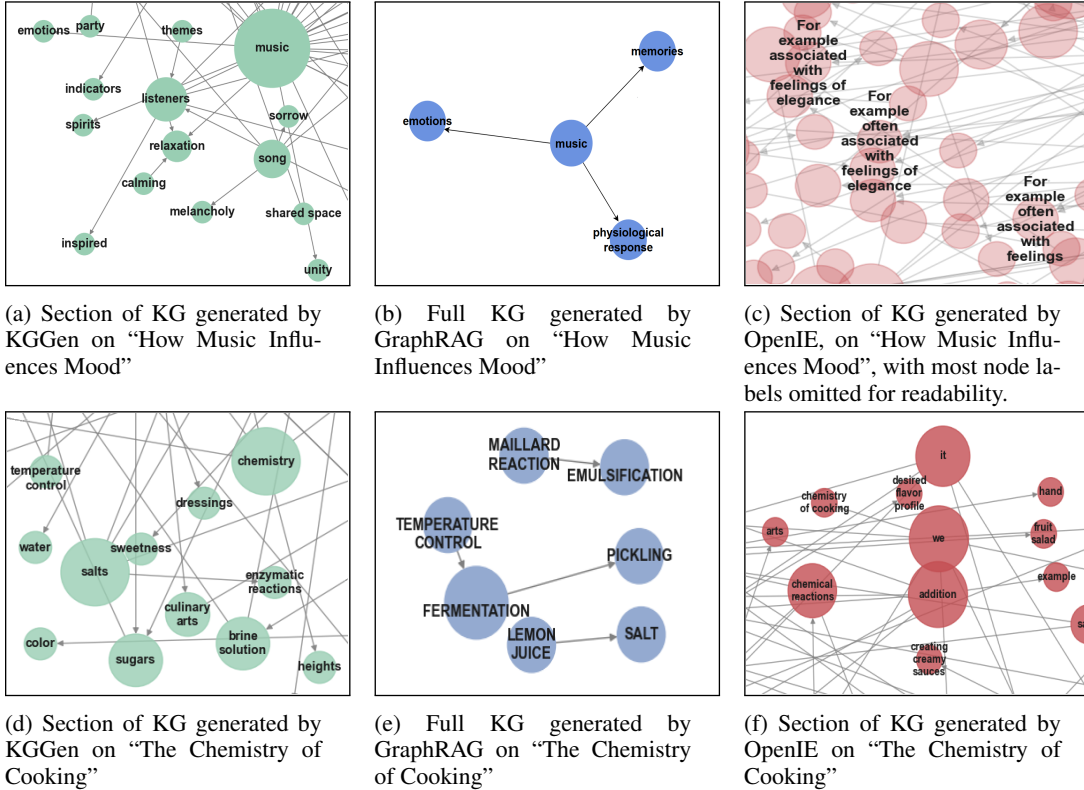 emotions
party
themes
music
indicators
listeners
spirits
sorrow
relaxation
song
calming
melancholy
shared space
inspired
unity
(a) Section of KG generated by
KGGen on “How Music Influ-
ences Mood”
memories
emotions
music
physiological
response
(b) Full KG generated by
GraphRAG on “How Music
Influences Mood”
For
example
associated
with
feelings of
elegance
For
example
often
associated
with
feelings of
elegance
For
example
often
associated
with
feelings
(c) Section of KG generated by
OpenIE, on “How Music In-
fluences Mood”, with most node la-
bels omitted for readability.
temperature
control
chemistry
dressings
water
sweetness
salts
enzymatic
reactions
culinary
arts
color
sugars
brine
solution
heights
(d) Section of KG generated by
KGGen on “The Chemistry of
Cooking”
MAILLARD
REACTION
EMULSIFICATION
TEMPERATURE
CONTROL
PICKLING
FERMENTATION
LEMON
JUICE
SALT
(e) Full KG generated by
GraphRAG on “The Chemistry
of Cooking”
it
desired
flavor
profile
chemistry
of cooking
hand
arts
we
fruit
salad
chemical
reactions
addition
example
sa
creating
creamy
sauces
(f) Section of KG generated by
OpenIE on “The Chemistry of
Cooking”